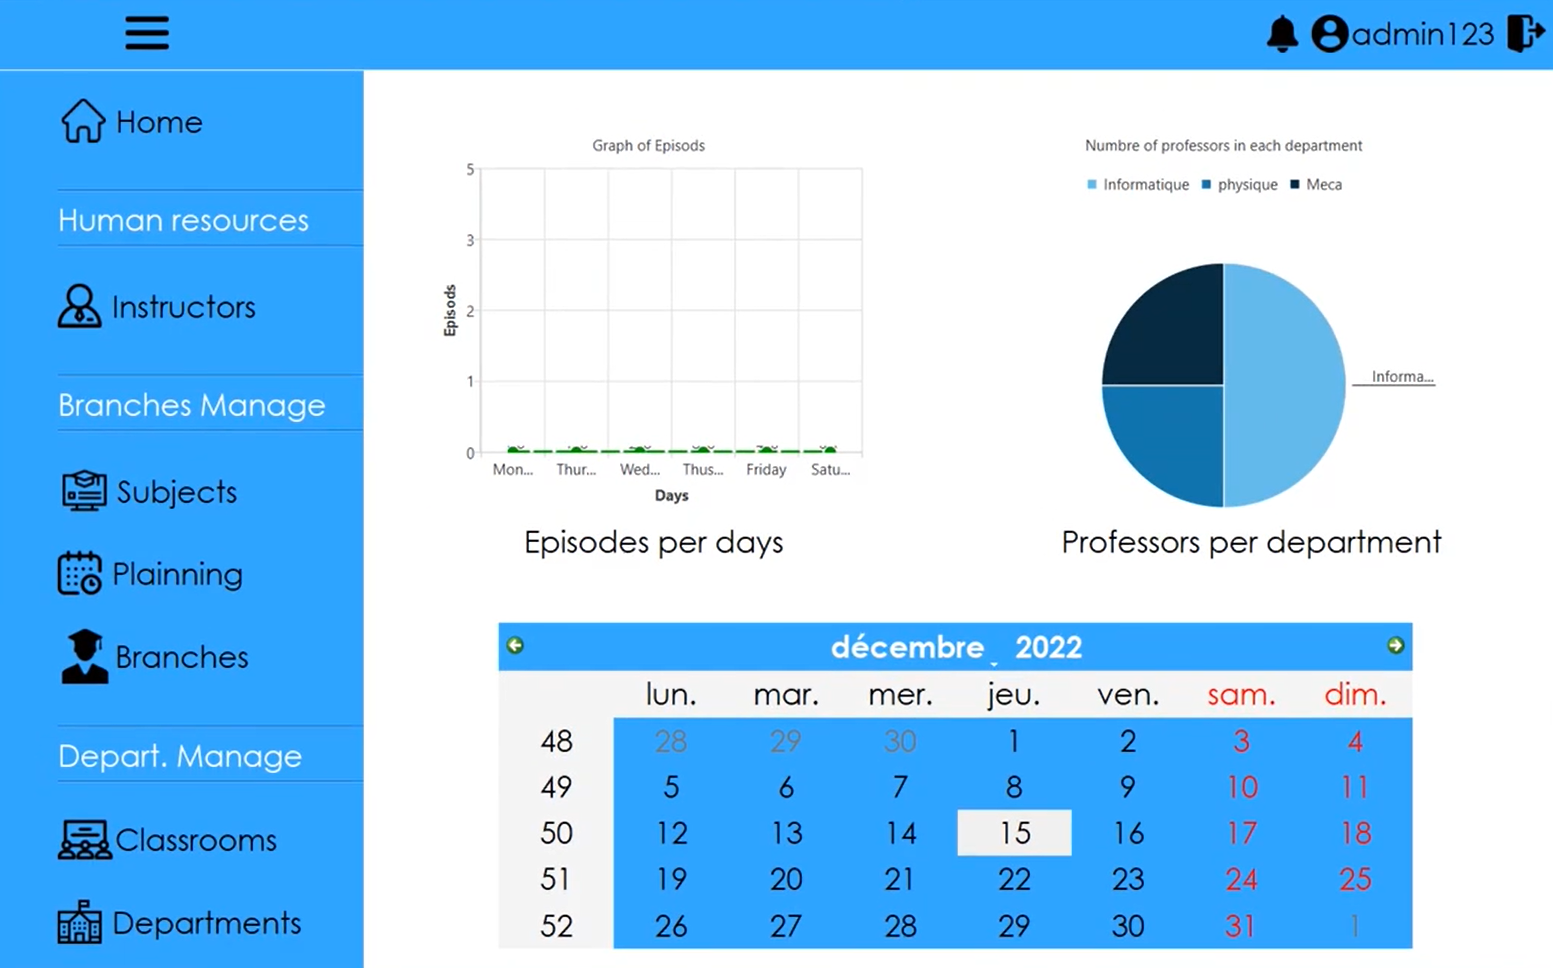 admin123
Home
Human resources
Instructors
Branches Manage
Subjects
Plainning
Branches
Depart. Manage
Classrooms
Departments
Graph of Episods
5
3
2
1
0
Episods
Mon... Thur... Wed... Thus... Friday Satu...
Days
Episodes per days
Numbre of professors in each department
Informatique physique Meca
Informa...
Professors per department
décembre 2022
lun. mar. mer. jeu. ven. sam. dim.
48 28 29 30 1 2 3 4
49 5 6 7 8 9 10 11
50 12 13 14 15 16 17 18
51 19 20 21 22 23 24 25
52 26 27 28 29 30 31 1